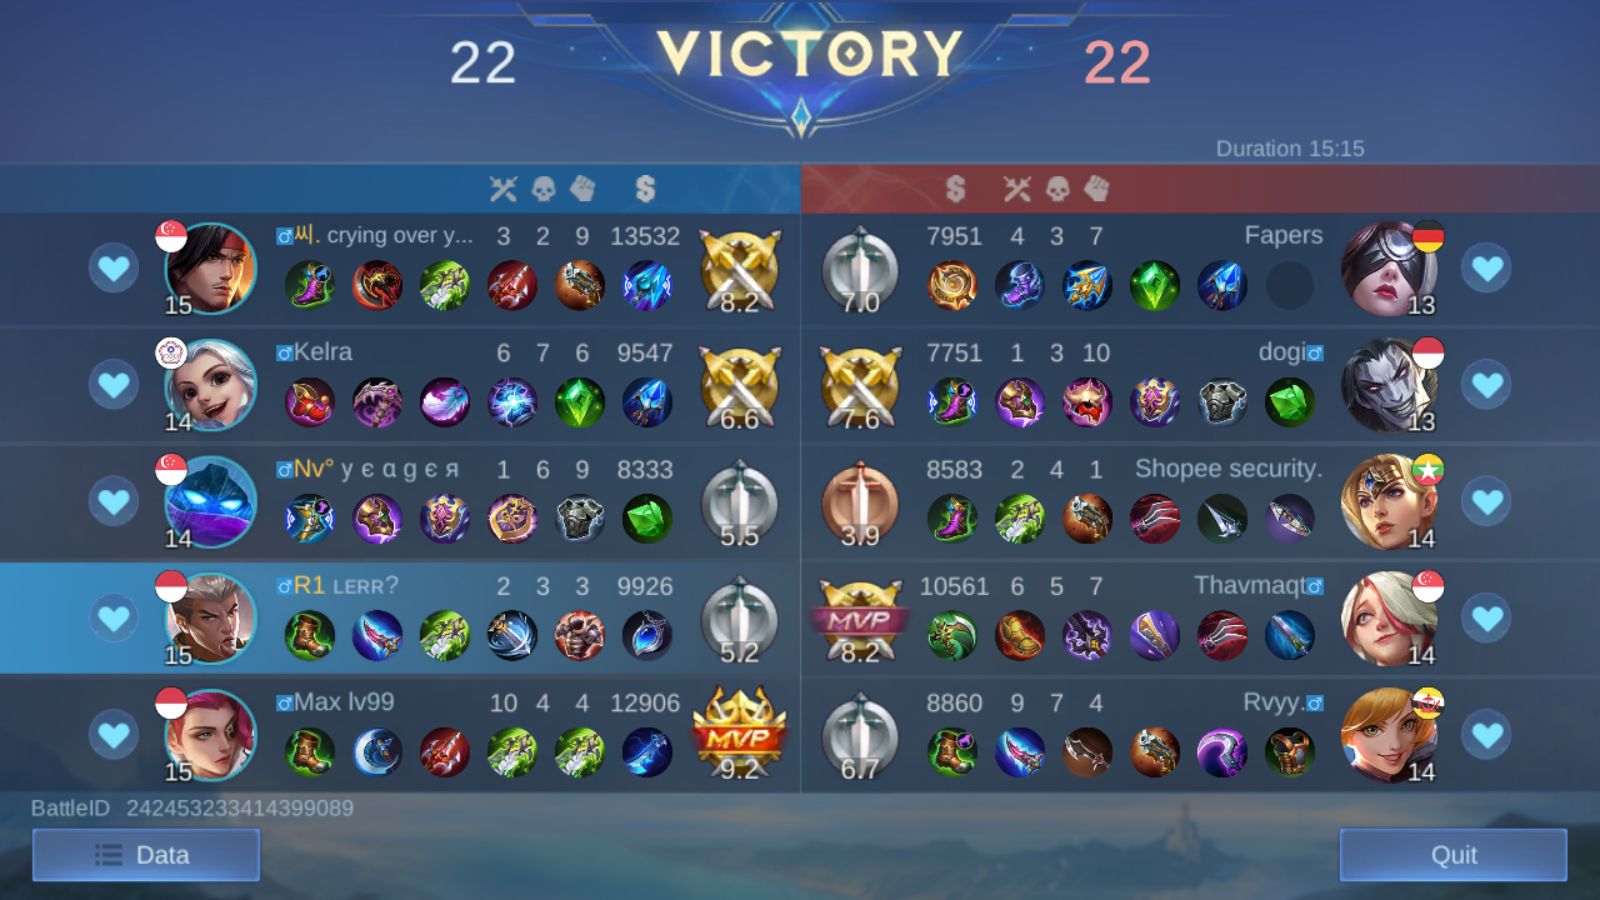 22 VICTORY 22
Duration 15:15
씨. crying over y... 3 2 9 13532
15 8.2
7951 4 3 7 Fapers
7.0 13
Kelra 6 7 6 9547
14 6.6
7751 1 3 10 dogi
7.6 13
Nv° y є α g є я 1 6 9 8333
14 5.5
8583 2 4 1 Shopee security.
3.9 14
R1 ʟᴇʀʀ? 2 3 3 9926
15 5.2
10561 6 5 7 Thavmaqt
MVP 8.2 14
Max lv99 10 4 4 12906
15 MVP 9.2
8860 9 7 4 Rvyy.
6.7 14
BattleID 242453233414399089
Data
Quit